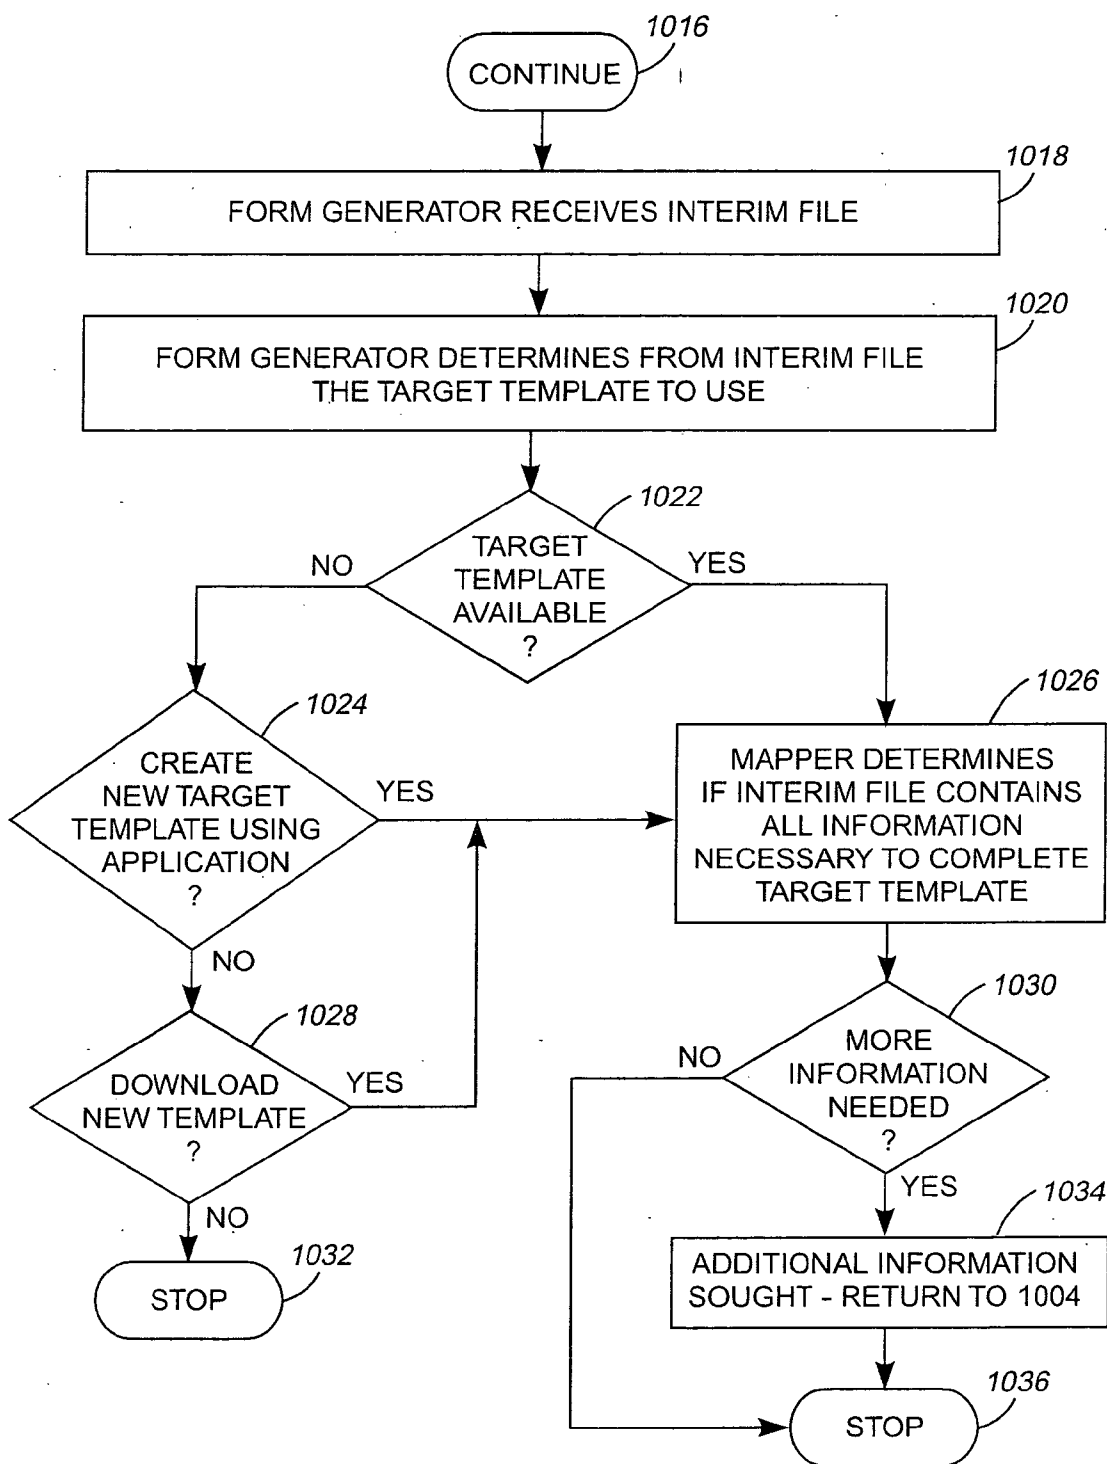 1016
CONTINUE
1018
FORM GENERATOR RECEIVES INTERIM FILE
1020
FORM GENERATOR DETERMINES FROM INTERIM FILE
THE TARGET TEMPLATE TO USE
1022
TARGET
TEMPLATE
AVAILABLE
?
NO
YES
1024
CREATE
NEW TARGET
TEMPLATE USING
APPLICATION
?
YES
NO
1026
MAPPER DETERMINES
IF INTERIM FILE CONTAINS
ALL INFORMATION
NECESSARY TO COMPLETE
TARGET TEMPLATE
1028
DOWNLOAD
NEW TEMPLATE
?
YES
NO
1030
MORE
INFORMATION
NEEDED
?
NO
YES
1032
STOP
1034
ADDITIONAL INFORMATION
SOUGHT - RETURN TO 1004
1036
STOP